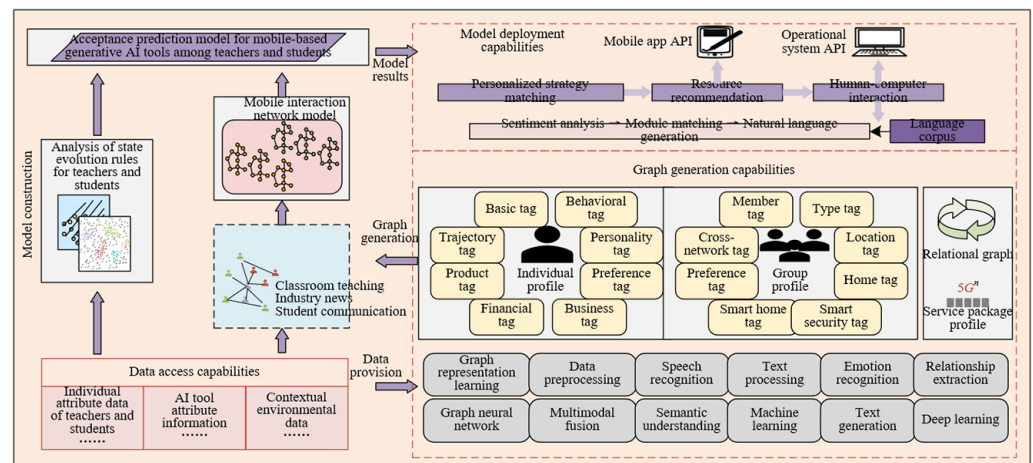 Acceptance prediction model for mobile-based
generative AI tools among teachers and students
Model
results
Model deployment
capabilities
Mobile app API
Operational
system API
Personalized strategy
matching
Resource
recommendation
Human-computer
interaction
Sentiment analysis → Module matching → Natural language
generation
Language
corpus
Model construction
Analysis of state
evolution rules
for teachers and
students
Mobile interaction
network model
Classroom teaching
Industry news
Student communication
Graph
generation
Graph generation capabilities
Basic tag
Behavioral
tag
Trajectory
tag
Personality
tag
Product
tag
Individual
profile
Preference
tag
Financial
tag
Business
tag
Member
tag
Type tag
Cross-
network tag
Location
tag
Preference
tag
Group
profile
Home tag
Smart home
tag
Smart
security tag
Relational graph
5Gⁿ
Service package
profile
Data access capabilities
Individual
attribute data
of teachers and
students
……
AI tool
attribute
information
……
Contextual
environmental
data
……
Data
provision
Graph
representation
learning
Data
preprocessing
Speech
recognition
Text
processing
Emotion
recognition
Relationship
extraction
Graph neural
network
Multimodal
fusion
Semantic
understanding
Machine
learning
Text
generation
Deep learning